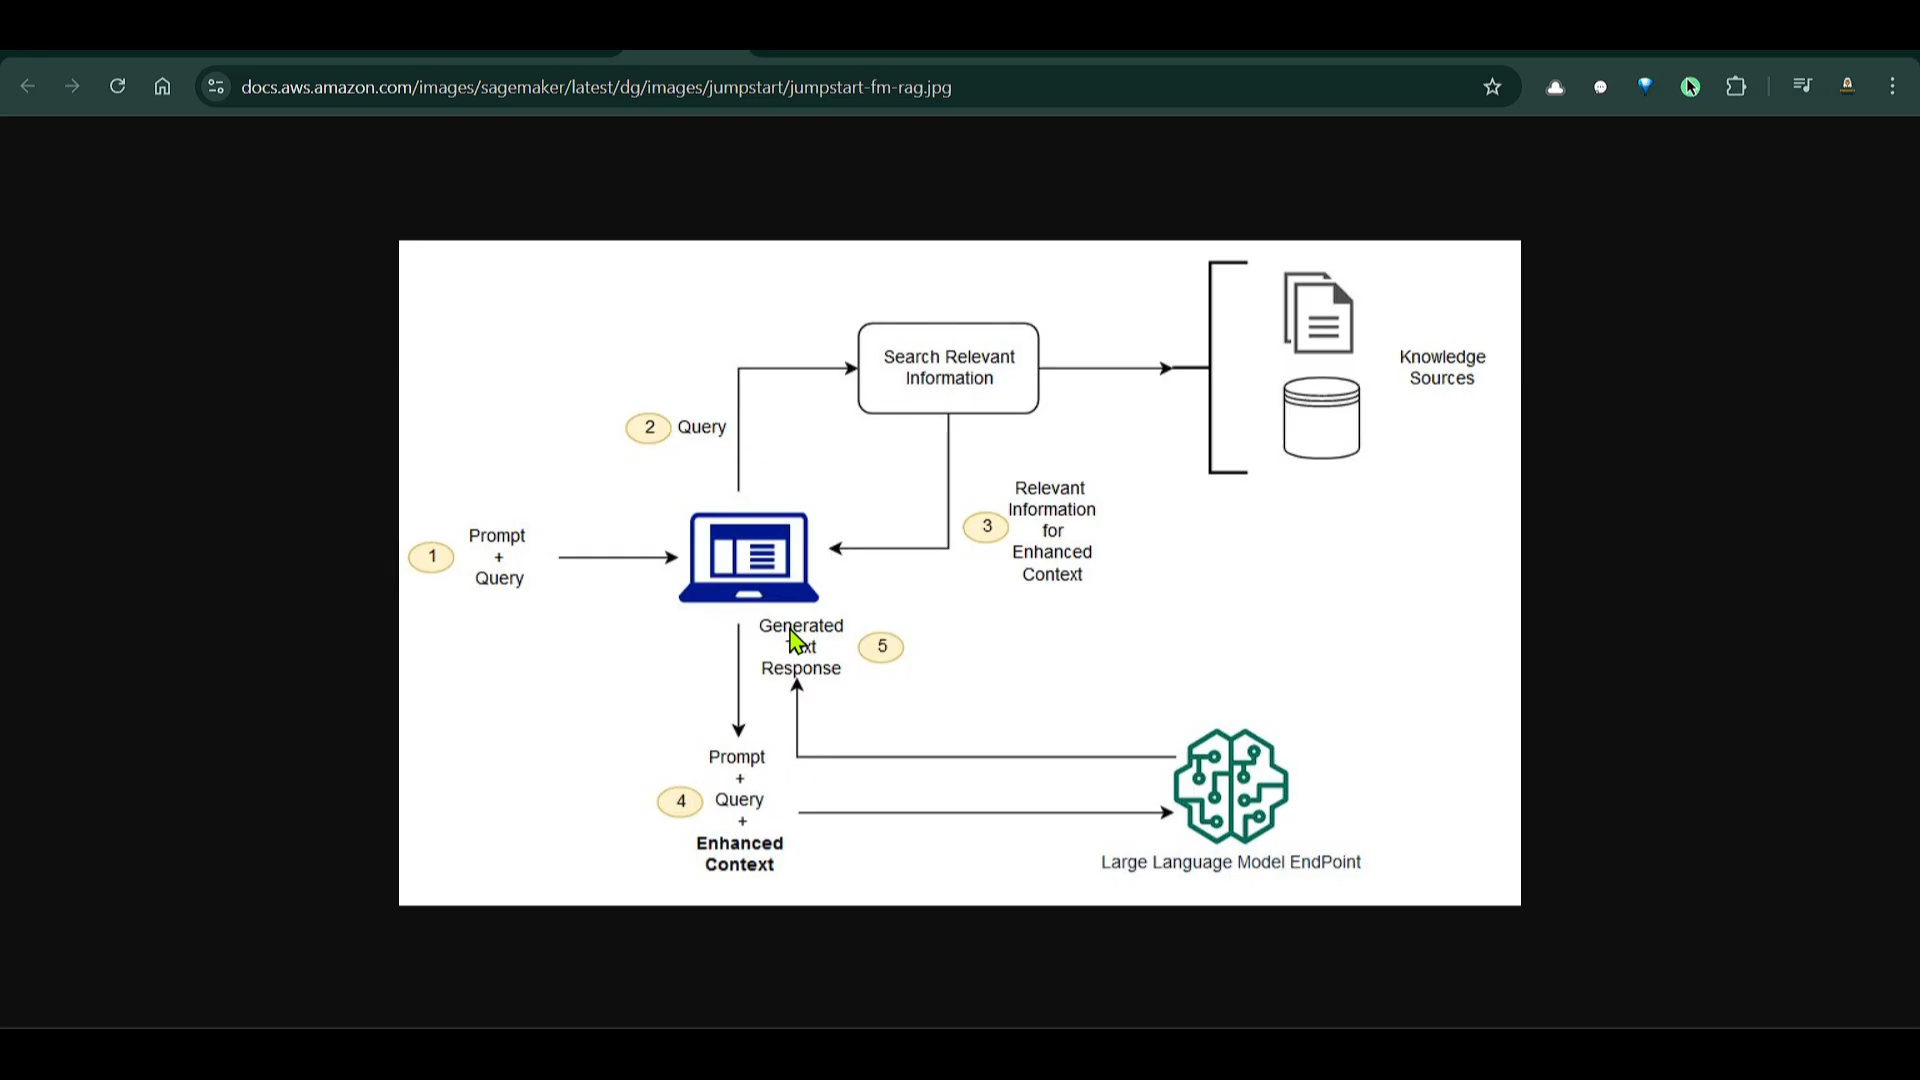 docs.aws.amazon.com/images/sagemaker/latest/dg/images/jumpstart/jumpstart-fm-rag.jpg
Search Relevant
Information
Knowledge
Sources
2 Query
1 Prompt
+
Query
3 Relevant
Information
for
Enhanced
Context
Generated
Response
5
Prompt
+
4 Query
+
Enhanced
Context
Large Language Model EndPoint